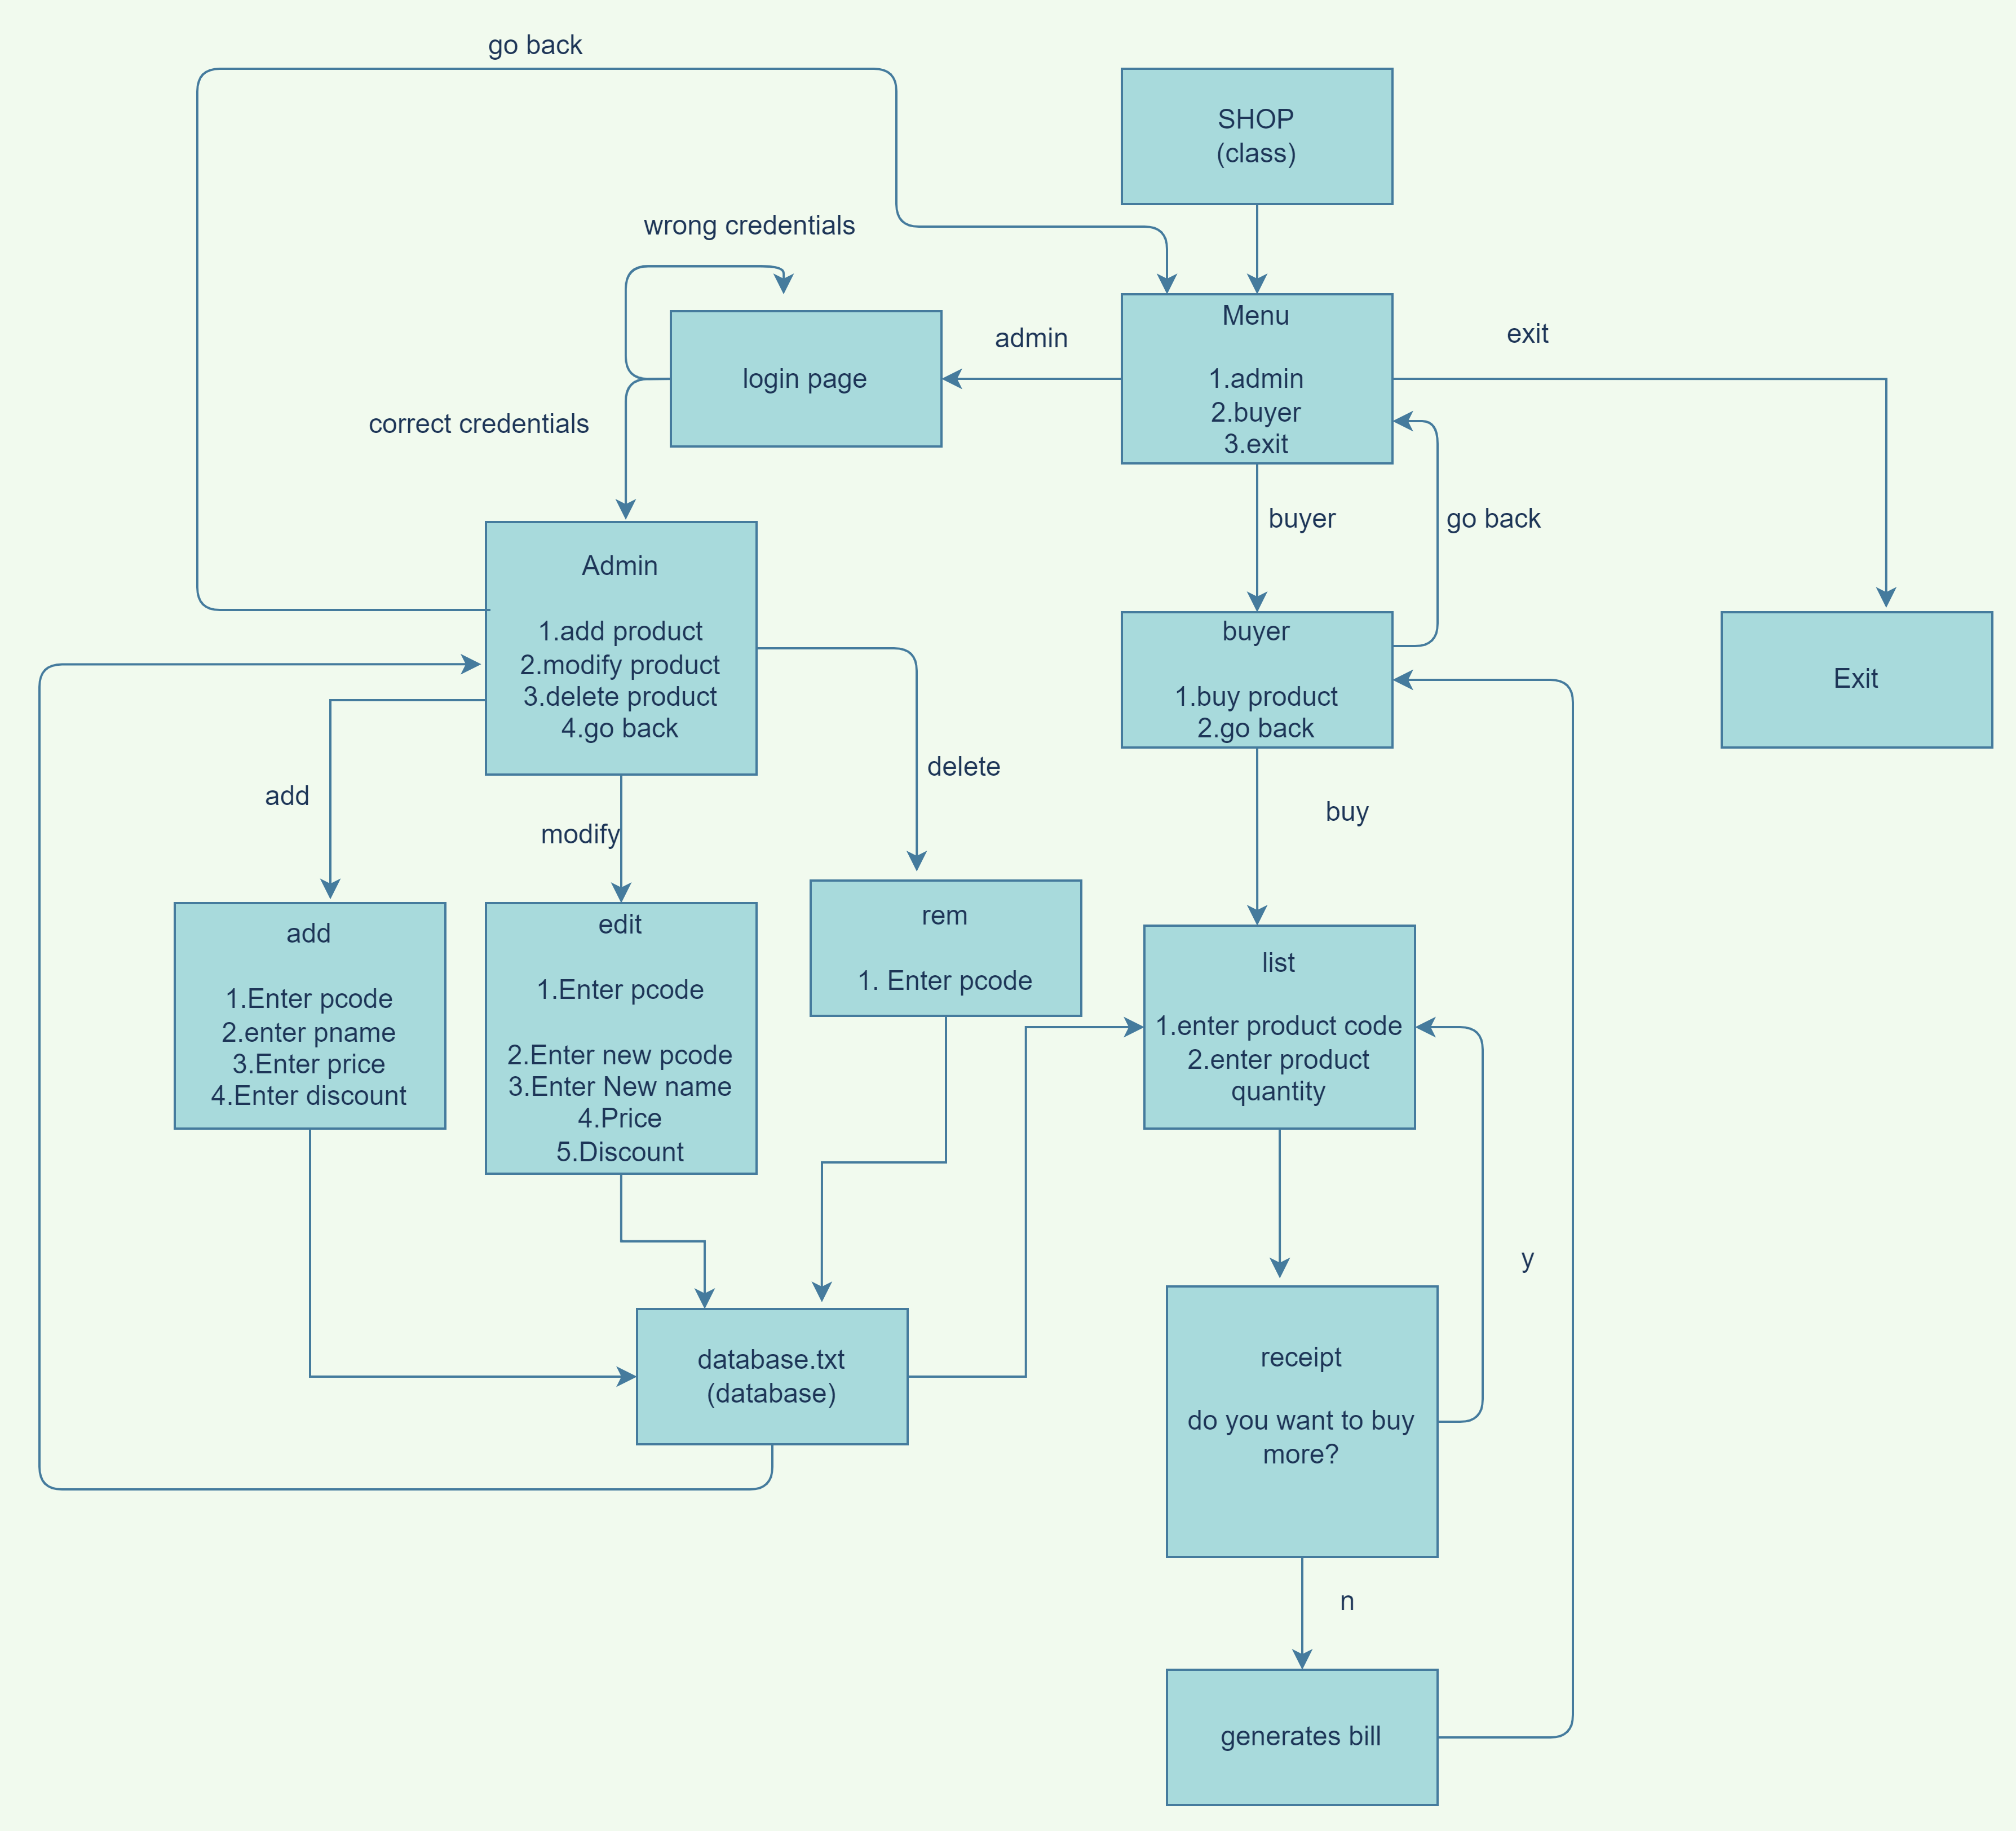 go back
SHOP
(class)
wrong credentials
Menu
1.admin
2.buyer
3.exit
admin
exit
login page
correct credentials
buyer
go back
Admin
1.add product
2.modify product
3.delete product
4.go back
buyer
1.buy product
2.go back
Exit
add
modify
delete
buy
add
1.Enter pcode
2.enter pname
3.Enter price
4.Enter discount
edit
1.Enter pcode
2.Enter new pcode
3.Enter New name
4.Price
5.Discount
rem
1. Enter pcode
list
1.enter product code
2.enter product
quantity
y
database.txt
(database)
receipt
do you want to buy
more?
n
generates bill